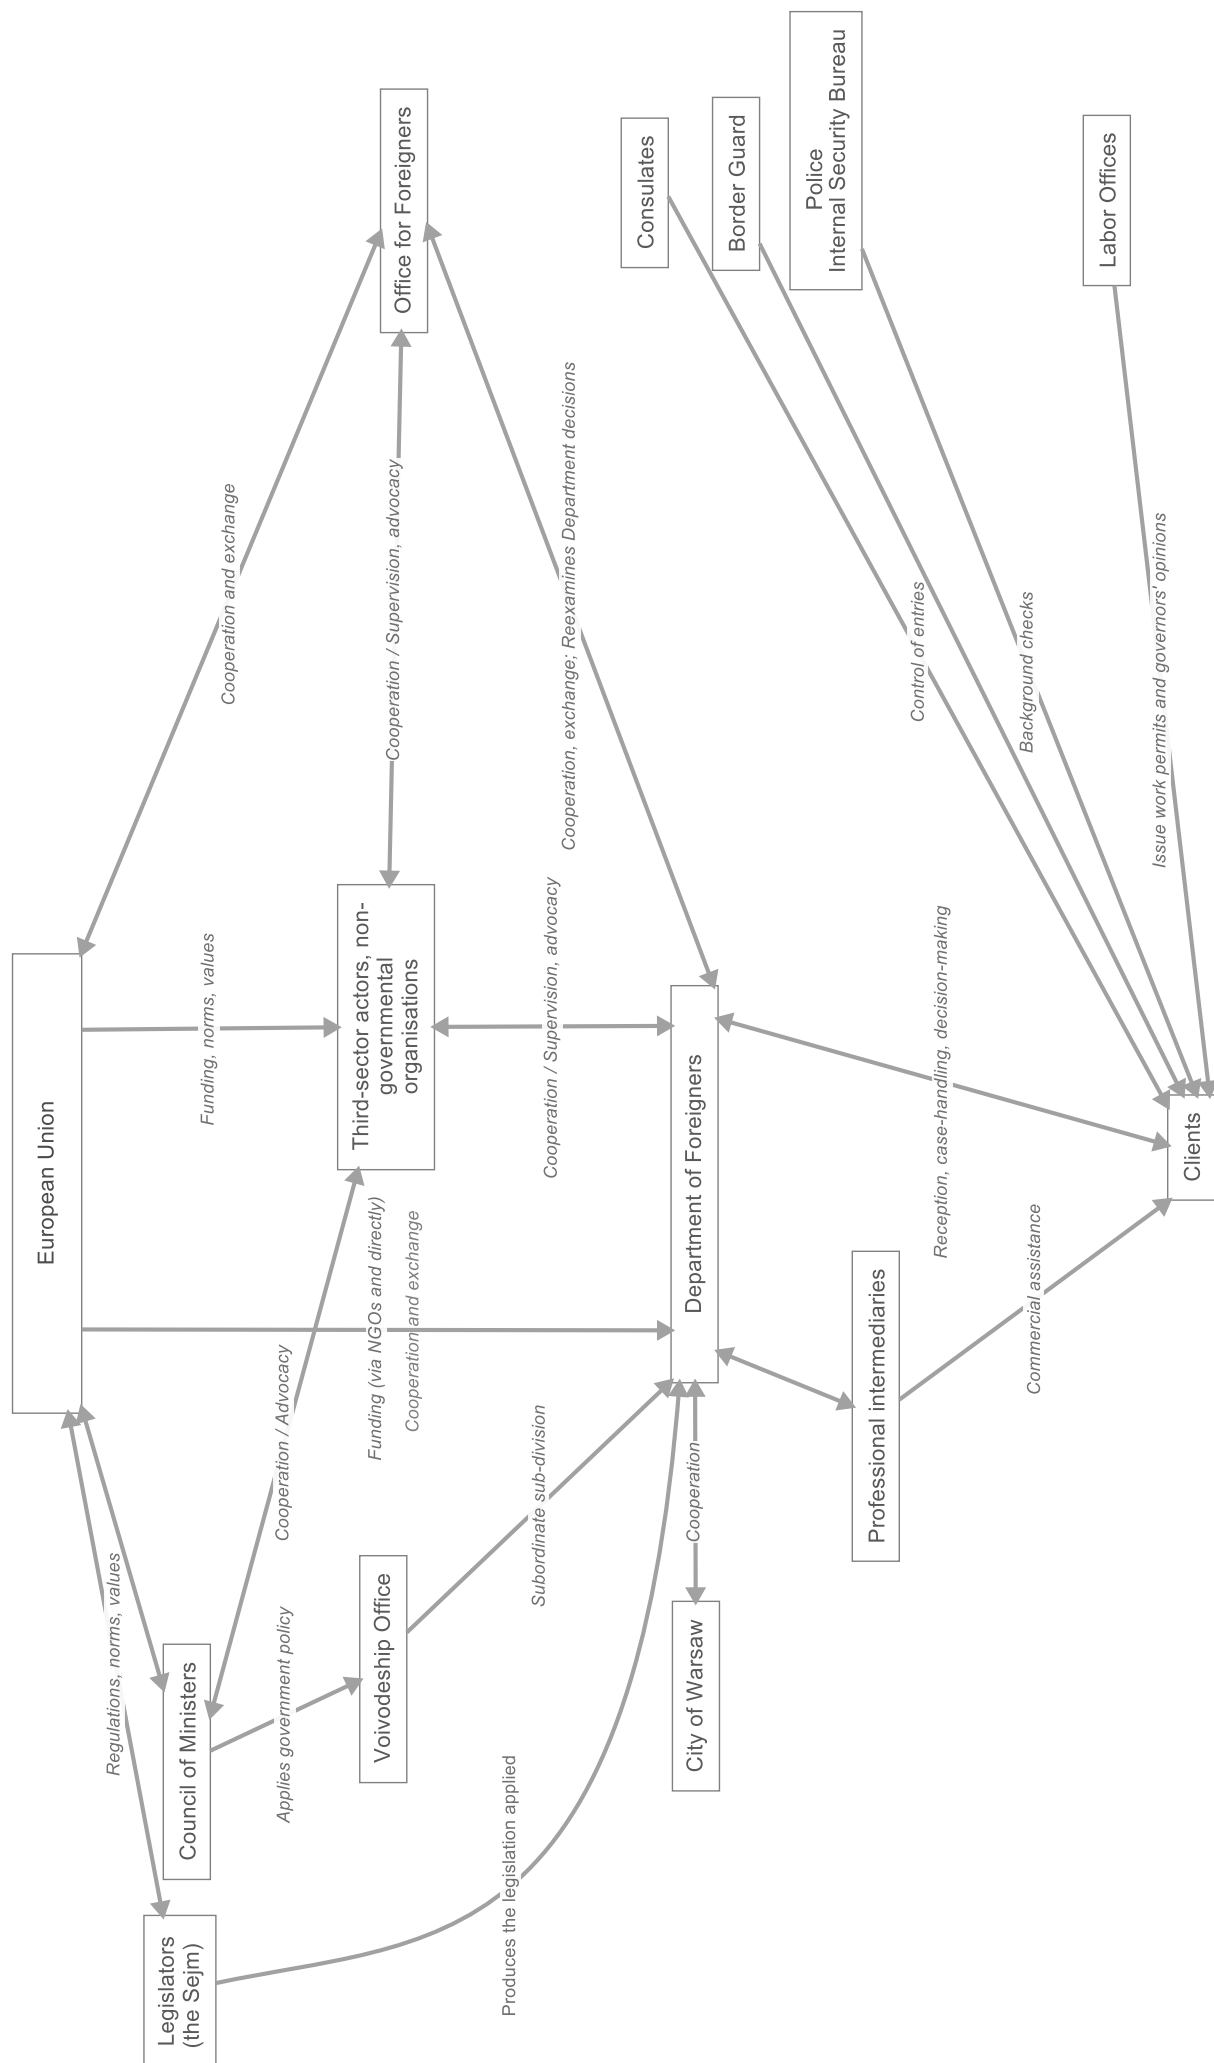 European Union
Legislators
(the Sejm)
Regulations, norms, values
Council of Ministers
Cooperation and exchange
Funding, norms, values
Applies government policy
Cooperation / Advocacy
Third-sector actors, non-
governmental
organisations
Cooperation / Supervision, advocacy
Office for Foreigners
Voivodeship Office
Funding (via NGOs and directly)
Cooperation and exchange
Produces the legislation applied
Subordinate sub-division
Cooperation / Supervision, advocacy
Cooperation, exchange; Reexamines Department decisions
City of Warsaw
Cooperation
Department of Foreigners
Consulates
Border Guard
Police
Internal Security Bureau
Professional intermediaries
Reception, case-handling, decision-making
Control of entries
Commercial assistance
Background checks
Labor Offices
Issue work permits and governors' opinions
Clients